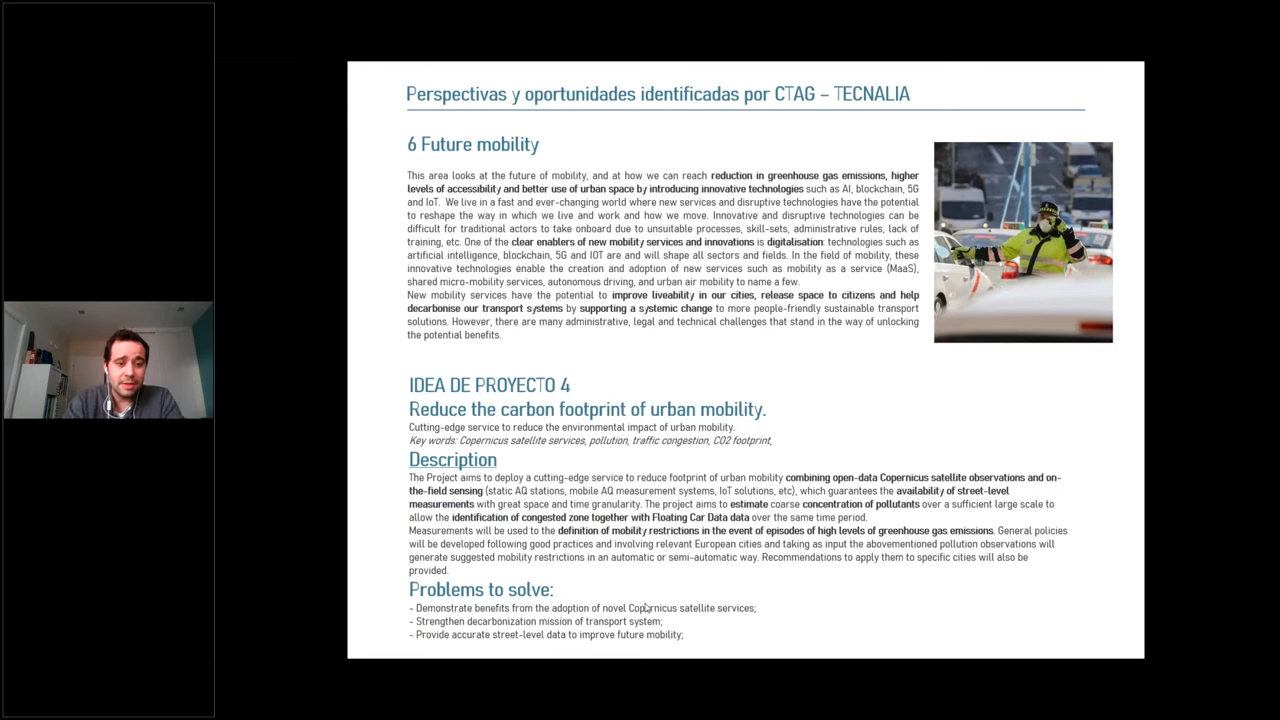 Perspectivas y oportunidades identificadas por CTAG – TECNALIA
6 Future mobility
This area looks at the future of mobility, and at how we can reach reduction in greenhouse gas emissions, higher
levels of accessibility and better use of urban space by introducing innovative technologies such as AI, blockchain, 5G
and IoT. We live in a fast and ever-changing world where new services and disruptive technologies have the potential
to reshape the way in which we live and work and how we move. Innovative and disruptive technologies can be
difficult for traditional actors to take onboard due to unsuitable processes, skill-sets, administrative rules, lack of
training, etc. One of the clear enablers of new mobility services and innovations is digitalisation: technologies such as
artificial intelligence, blockchain, 5G and IOT are and will shape all sectors and fields. In the field of mobility, these
innovative technologies enable the creation and adoption of new services such as mobility as a service (MaaS),
shared micro-mobility services, autonomous driving, and urban air mobility to name a few.
New mobility services have the potential to improve liveability in our cities, release space to citizens and help
decarbonise our transport systems by supporting a systemic change to more people-friendly sustainable transport
solutions. However, there are many administrative, legal and technical challenges that stand in the way of unlocking
the potential benefits.
IDEA DE PROYECTO 4
Reduce the carbon footprint of urban mobility.
Cutting-edge service to reduce the environmental impact of urban mobility.
Key words: Copernicus satellite services, pollution, traffic congestion, CO2 footprint,
Description
The Project aims to deploy a cutting-edge service to reduce footprint of urban mobility combining open-data Copernicus satellite observations and on-
the-field sensing (static AQ stations, mobile AQ measurement systems, IoT solutions, etc), which guarantees the availability of street-level
measurements with great space and time granularity. The project aims to estimate coarse concentration of pollutants over a sufficient large scale to
allow the identification of congested zone together with Floating Car Data data over the same time period.
Measurements will be used to the definition of mobility restrictions in the event of episodes of high levels of greenhouse gas emissions. General policies
will be developed following good practices and involving relevant European cities and taking as input the abovementioned pollution observations will
generate suggested mobility restrictions in an automatic or semi-automatic way. Recommendations to apply them to specific cities will also be
provided.
Problems to solve:
- Demonstrate benefits from the adoption of novel Copernicus satellite services;
- Strengthen decarbonization mission of transport system;
- Provide accurate street-level data to improve future mobility;